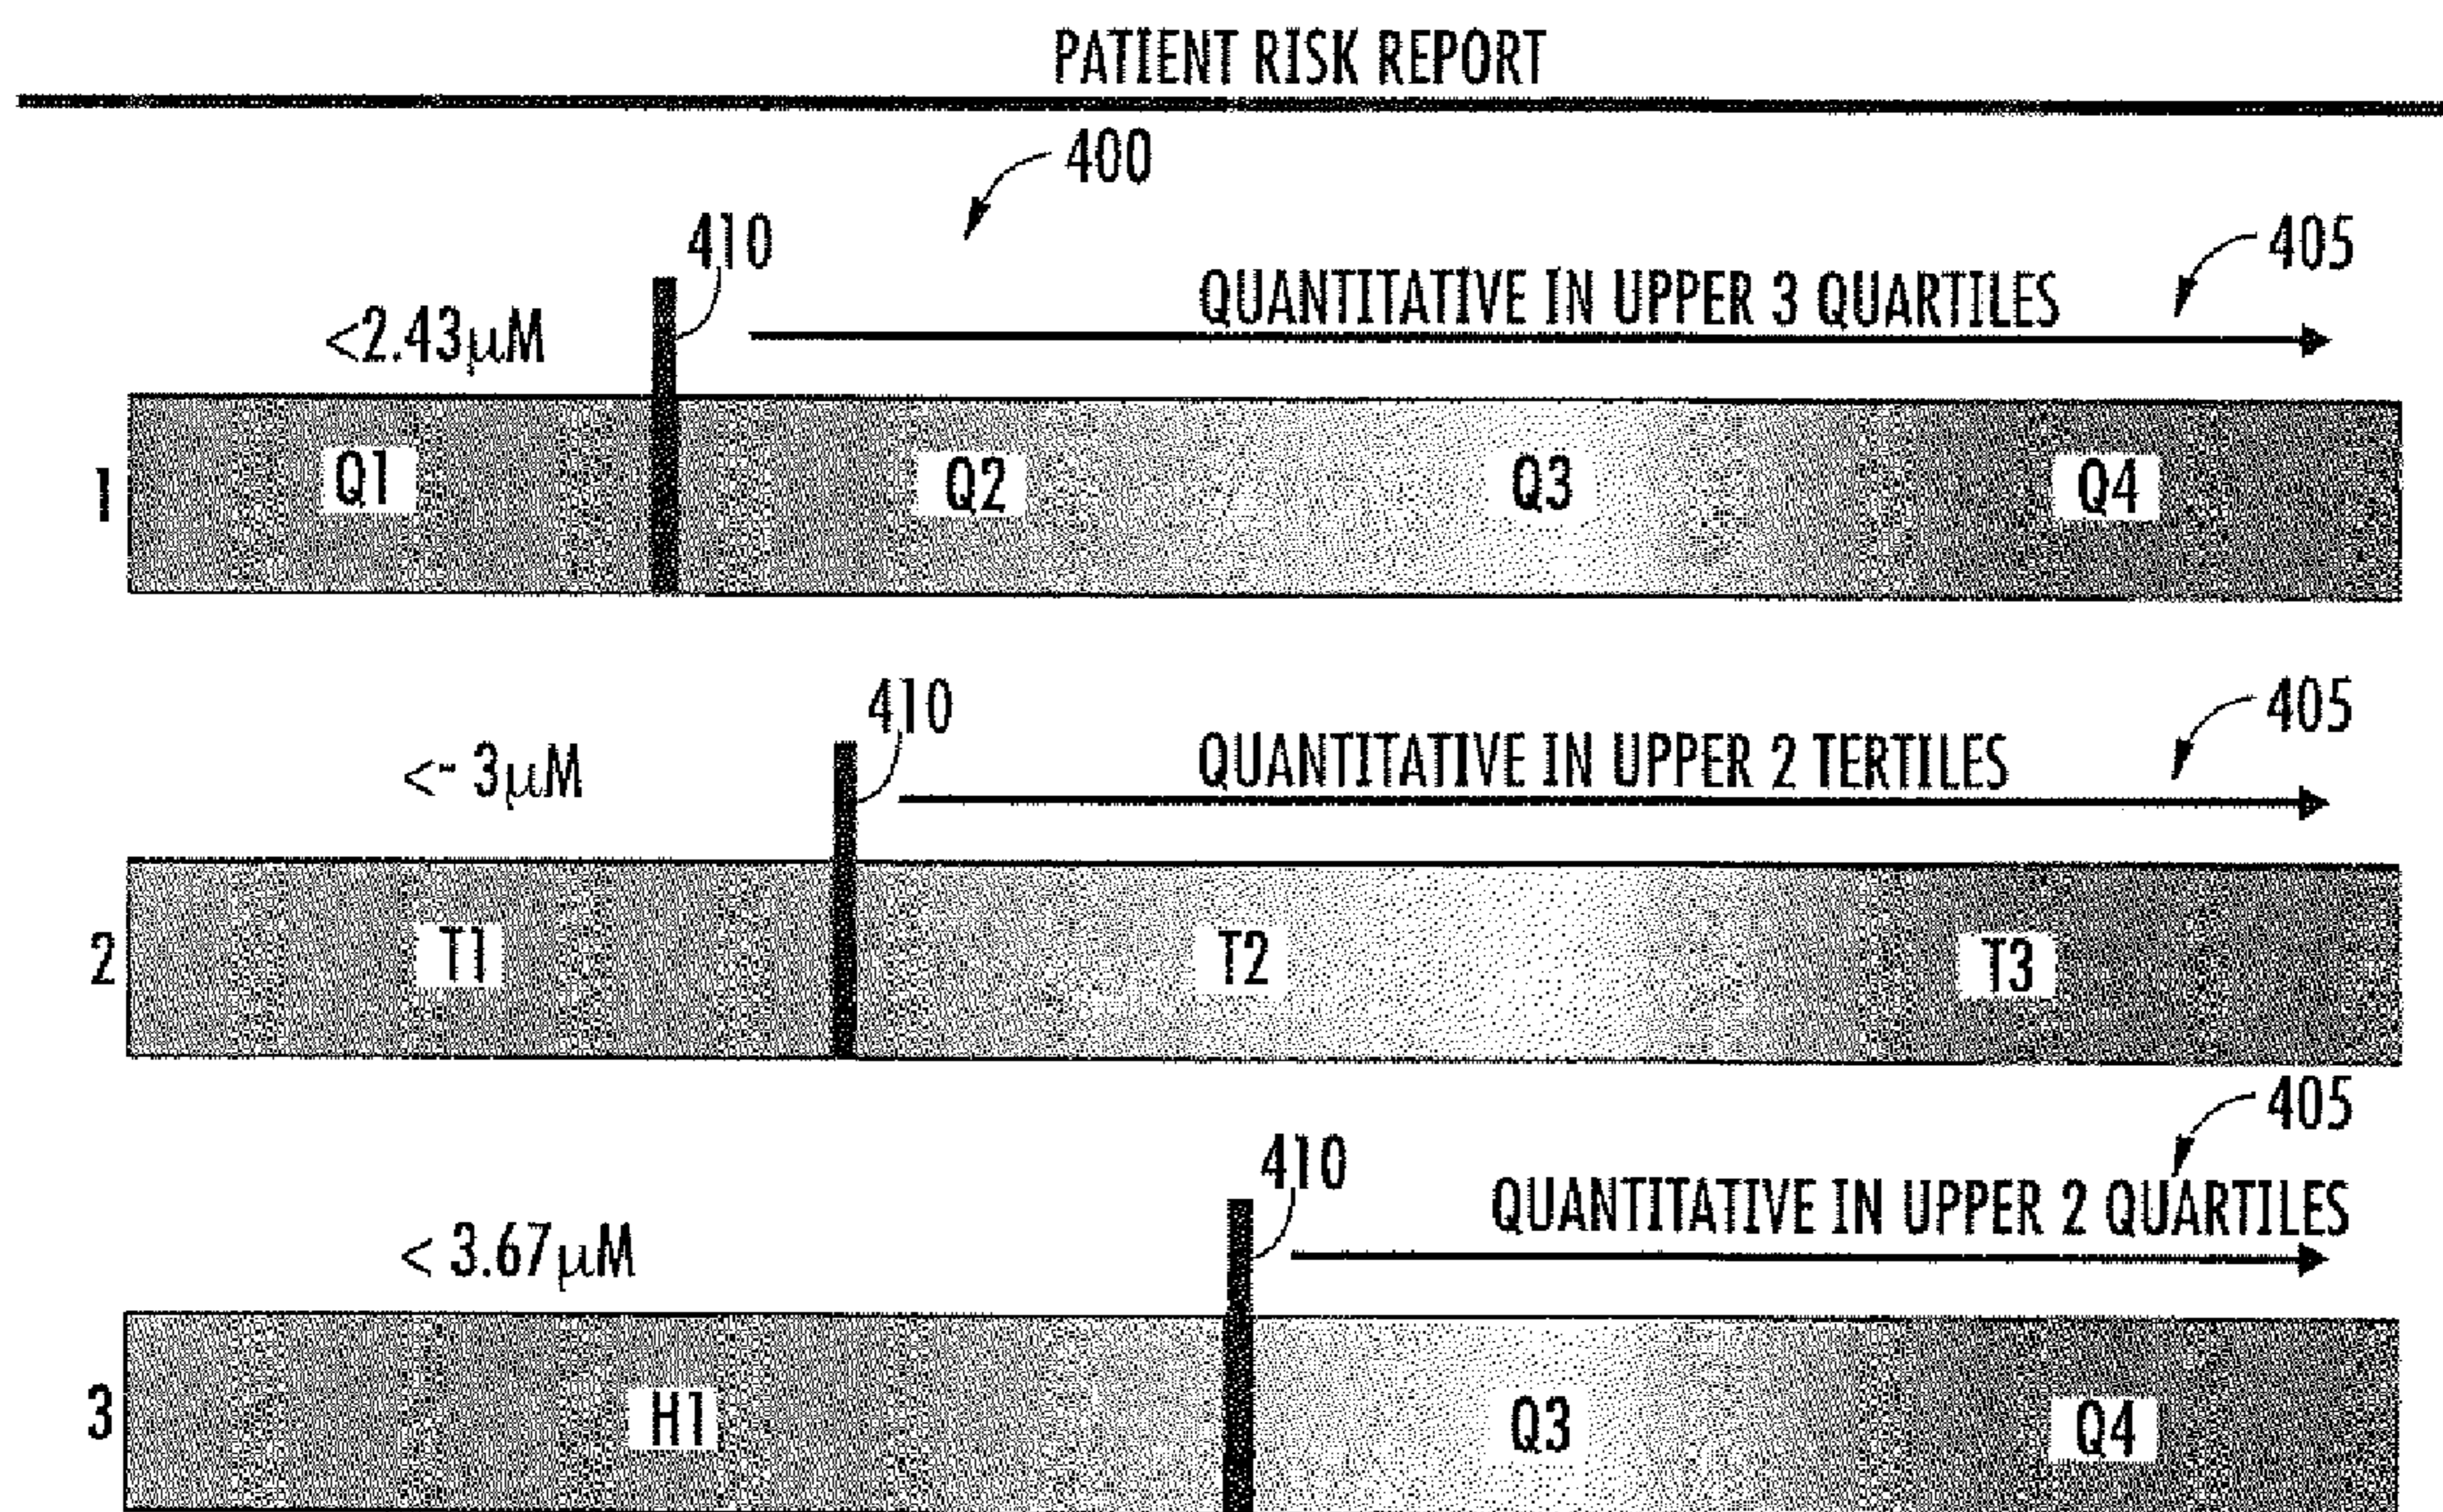 PATIENT RISK REPORT
400
410
405
<2.43μM
QUANTITATIVE IN UPPER 3 QUARTILES
1
Q1
Q2
Q3
Q4
410
405
<~ 3μM
QUANTITATIVE IN UPPER 2 TERTILES
2
T1
T2
T3
405
410
QUANTITATIVE IN UPPER 2 QUARTILES
< 3.67μM
3
H1
Q3
Q4